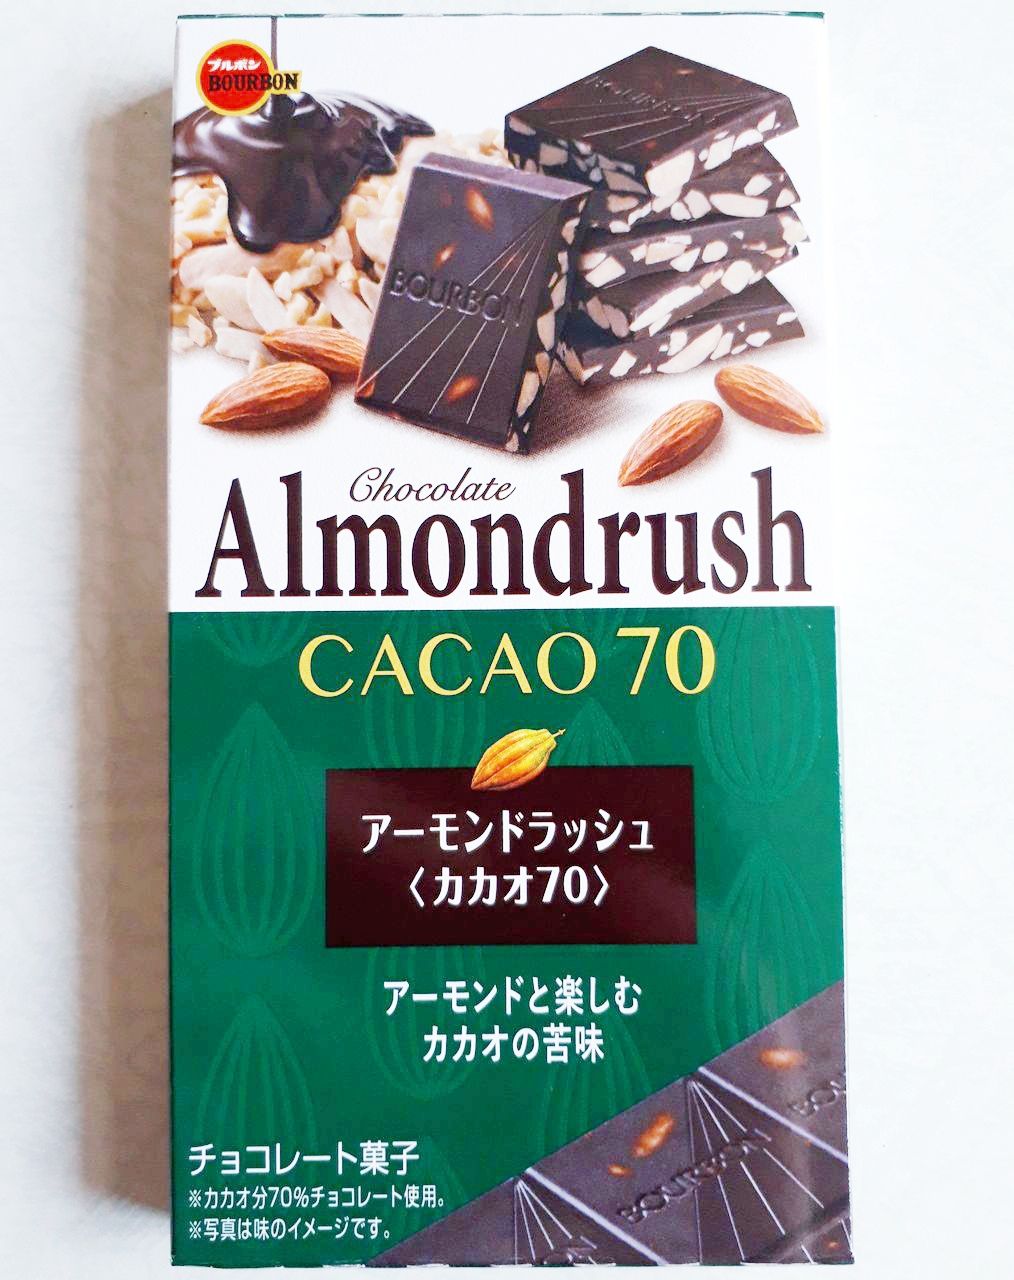 ブルボン
BOURBON
BOURBON
Chocolate
Almondrush
CACAO 70
アーモンドラッシュ
〈カカオ70〉
アーモンドと楽しむ
カカオの苦味
チョコレート菓子
※カカオ分70%チョコレート使用。
※写真は味のイメージです。
BOURBON
BOU